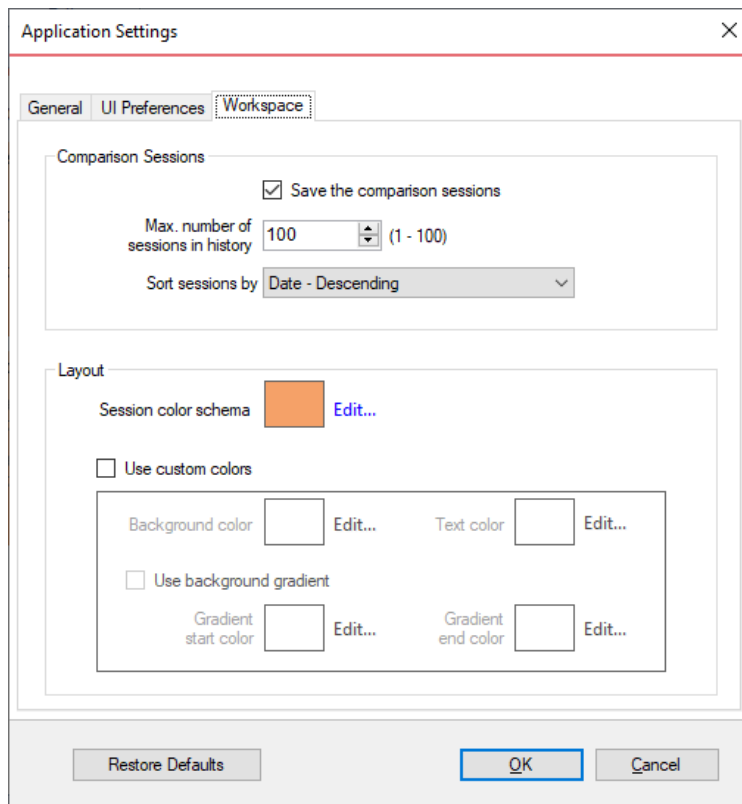 Application Settings
General UI Preferences Workspace
Comparison Sessions
Save the comparison sessions
Max. number of
sessions in history
100 (1 - 100)
Sort sessions by Date - Descending
Layout
Session color schema Edit...
Use custom colors
Background color Edit... Text color Edit...
Use background gradient
Gradient
start color Edit... Gradient
end color Edit...
Restore Defaults OK Cancel